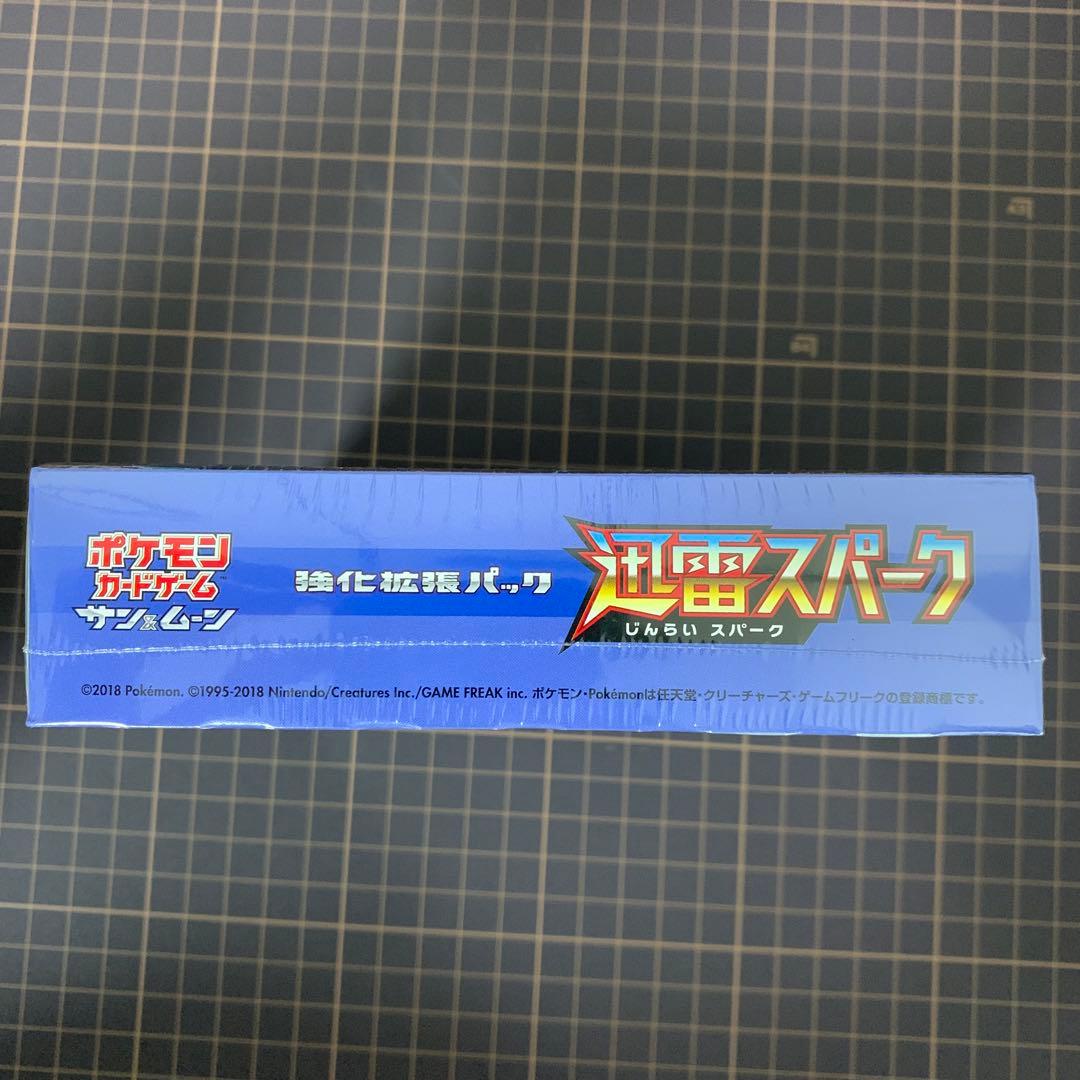 ポケモン
カードゲーム™
サン&ムーン
強化拡張パック
迅雷スパーク
じんらい スパーク
©2018 Pokémon. ©1995-2018 Nintendo/Creatures Inc./GAME FREAK inc. ポケモン・Pokémonは任天堂・クリーチャーズ・ゲームフリークの登録商標です。